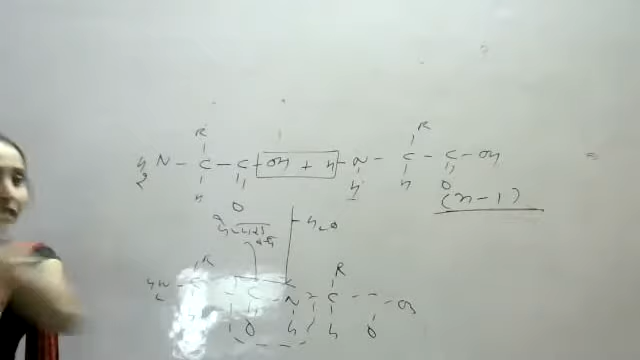 R R
H₂N - C - C - OH + H - N - C - C - OH
H O H H O
(n-1)
H₂O
R R
H₂N - C - C - N - C - - OH
O H H O